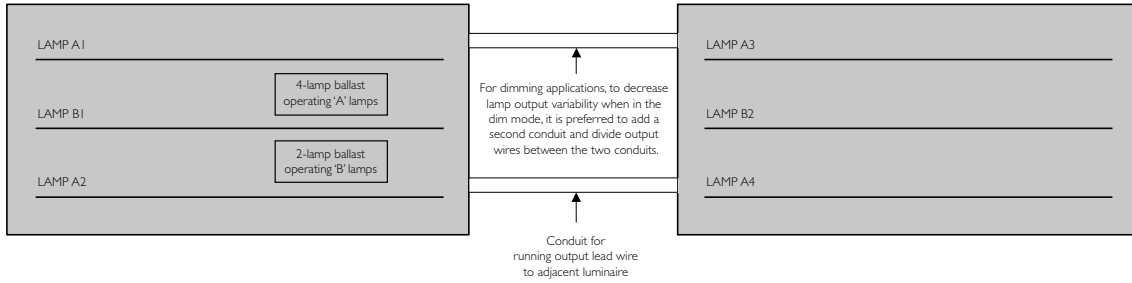 LAMP A1
4-lamp ballast
operating 'A' lamps
LAMP B1
2-lamp ballast
operating 'B' lamps
LAMP A2
For dimming applications, to decrease
lamp output variability when in the
dim mode, it is preferred to add a
second conduit and divide output
wires between the two conduits.
Conduit for
running output lead wire
to adjacent luminaire
LAMP A3
LAMP B2
LAMP A4